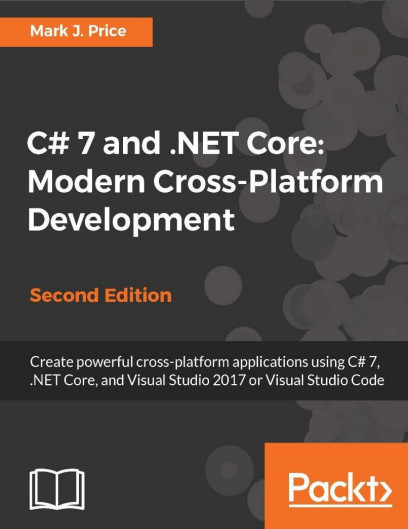 Mark J. Price
C# 7 and .NET Core:
Modern Cross-Platform
Development
Second Edition
Create powerful cross-platform applications using C# 7,
.NET Core, and Visual Studio 2017 or Visual Studio Code
Packt>